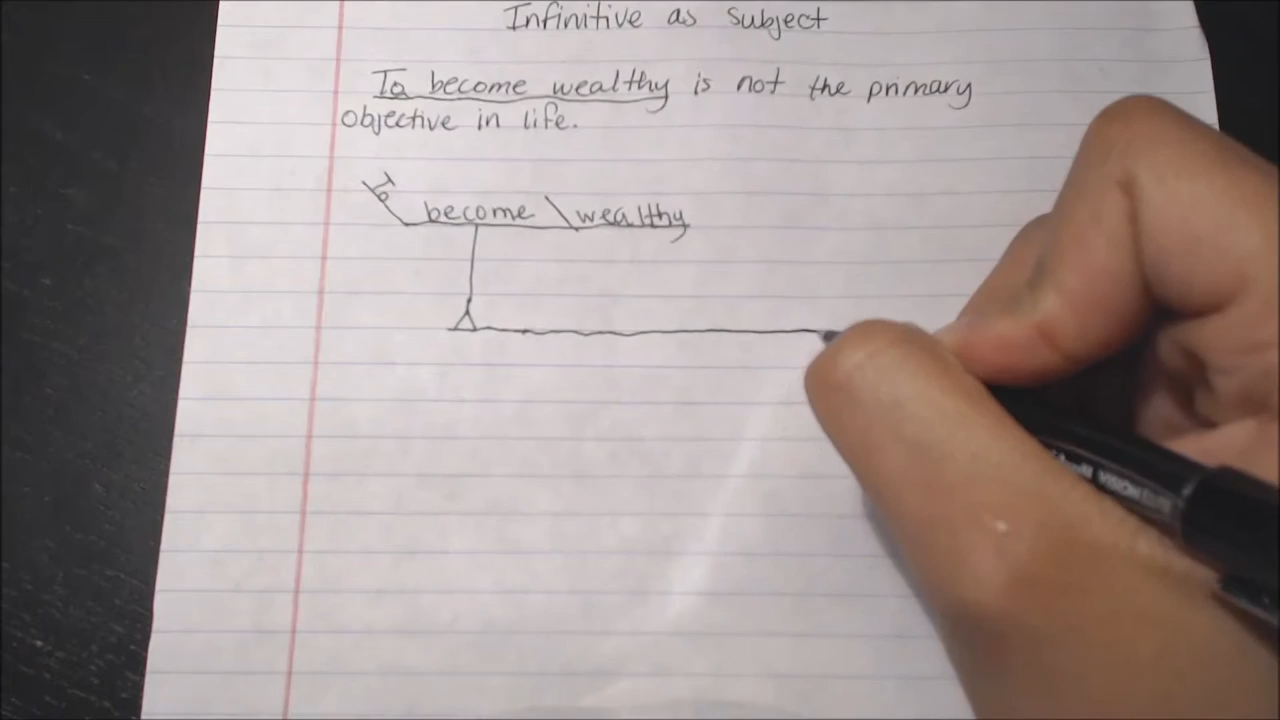 Infinitive as subject
To become wealthy is not the primary
objective in life.
To become wealthy